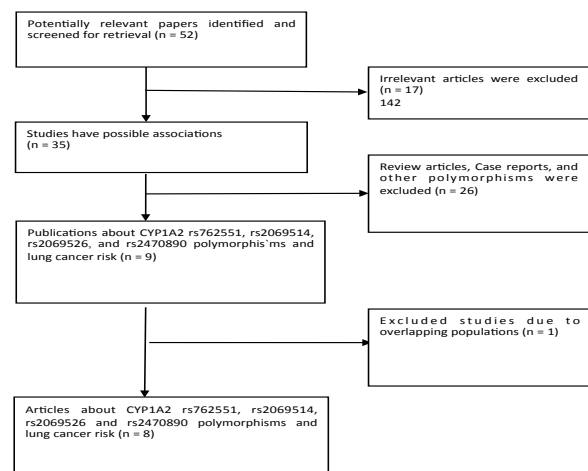 Potentially relevant papers identified and
screened for retrieval (n = 52)
Irrelevant articles were excluded
(n = 17)
142
Studies have possible associations
(n = 35)
Review articles, Case reports, and
other polymorphisms were
excluded (n = 26)
Publications about CYP1A2 rs762551, rs2069514,
rs2069526, and rs2470890 polymorphis`ms and
lung cancer risk (n = 9)
Excluded studies due to
overlapping populations (n = 1)
Articles about CYP1A2 rs762551, rs2069514,
rs2069526 and rs2470890 polymorphisms and
lung cancer risk (n = 8)